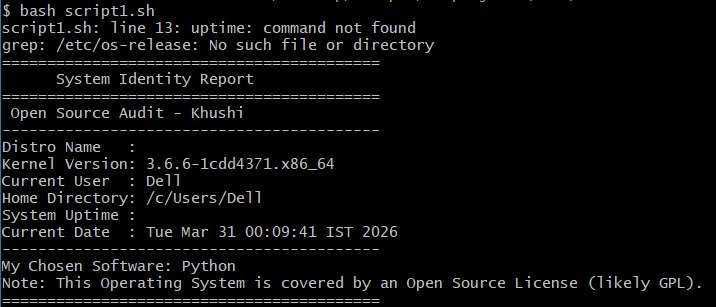 $ bash script1.sh
script1.sh: line 13: uptime: command not found
grep: /etc/os-release: No such file or directory
==========================================
      System Identity Report
==========================================
 Open Source Audit - Khushi
------------------------------------------
Distro Name   :
Kernel Version: 3.6.6-1cdd4371.x86_64
Current User  : Dell
Home Directory: /c/Users/Dell
System Uptime :
Current Date  : Tue Mar 31 00:09:41 IST 2026
------------------------------------------
My Chosen Software: Python
Note: This Operating System is covered by an Open Source License (likely GPL).
==========================================